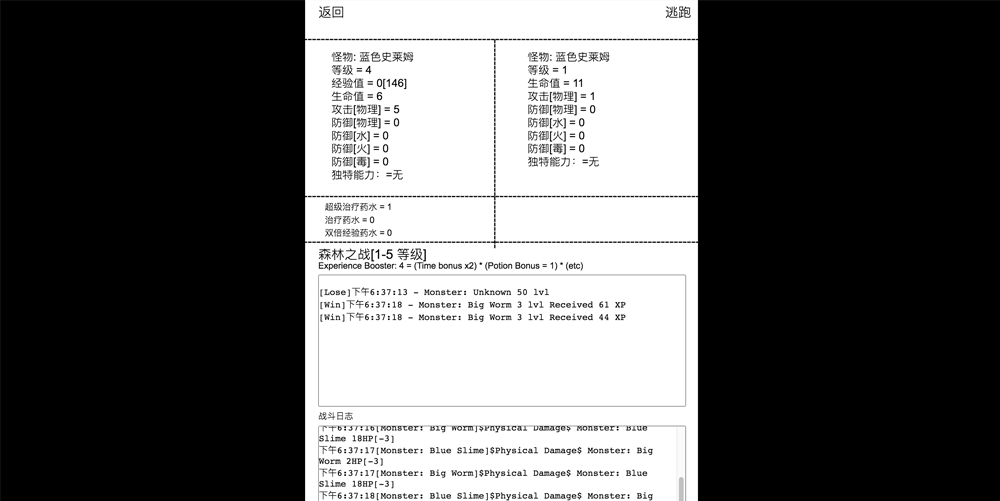 返回
逃跑
怪物: 蓝色史莱姆
等级 = 4
经验值 = 0[146]
生命值 = 6
攻击[物理] = 5
防御[物理] = 0
防御[水] = 0
防御[火] = 0
防御[毒] = 0
独特能力：=无
怪物: 蓝色史莱姆
等级 = 1
生命值 = 11
攻击[物理] = 1
防御[物理] = 0
防御[水] = 0
防御[火] = 0
防御[毒] = 0
独特能力：=无
超级治疗药水 = 1
治疗药水 = 0
双倍经验药水 = 0
森林之战[1-5 等级]
Experience Booster: 4 = (Time bonus x2) * (Potion Bonus = 1) * (etc)
[Lose]下午6:37:13 - Monster: Unknown 50 lvl
[Win]下午6:37:18 - Monster: Big Worm 3 lvl Received 61 XP
[Win]下午6:37:18 - Monster: Big Worm 3 lvl Received 44 XP
战斗日志
下午6:37:16[Monster: Big Worm]$Physical Damage$ Monster: Blue
Slime 18HP[-3]
下午6:37:17[Monster: Blue Slime]$Physical Damage$ Monster: Big
Worm 2HP[-3]
下午6:37:17[Monster: Big Worm]$Physical Damage$ Monster: Blue
Slime 18HP[-3]
下午6:37:18[Monster: Blue Slime]$Physical Damage$ Monster: Big